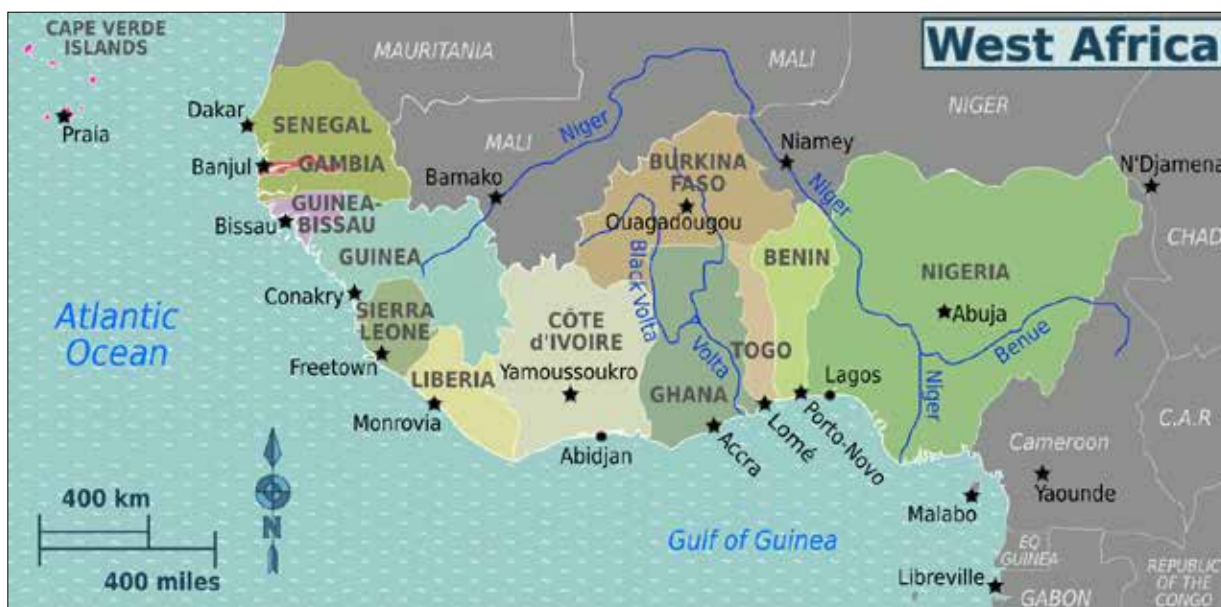 CAPE VERDE
ISLANDS
Praia
West Africa
MAURITANIA
MALI
NIGER
MALI
Niger
Dakar
SENEGAL
Banjul
GAMBIA
Bamako
BURKINA
FASO
Niamey
N'Djamena
GUINEA-
BISSAU
Bissau
Ouagadougou
Niger
CHAD
GUINEA
Black Volta
BENIN
NIGERIA
Conakry
SIERRA
LEONE
CÔTE
d'IVOIRE
Abuja
Atlantic
Ocean
Freetown
LIBERIA
Yamoussoukro
Volta
TOGO
Benue
GHANA
Lagos
Niger
Monrovia
Abidjan
Accra
Lomé
Porto-Novo
C.A.R
Cameroon
Yaounde
400 km
N
400 miles
Gulf of Guinea
Malabo
EQ
GUINEA
Libreville
GABON
REPUBLIC
OF THE
CONGO